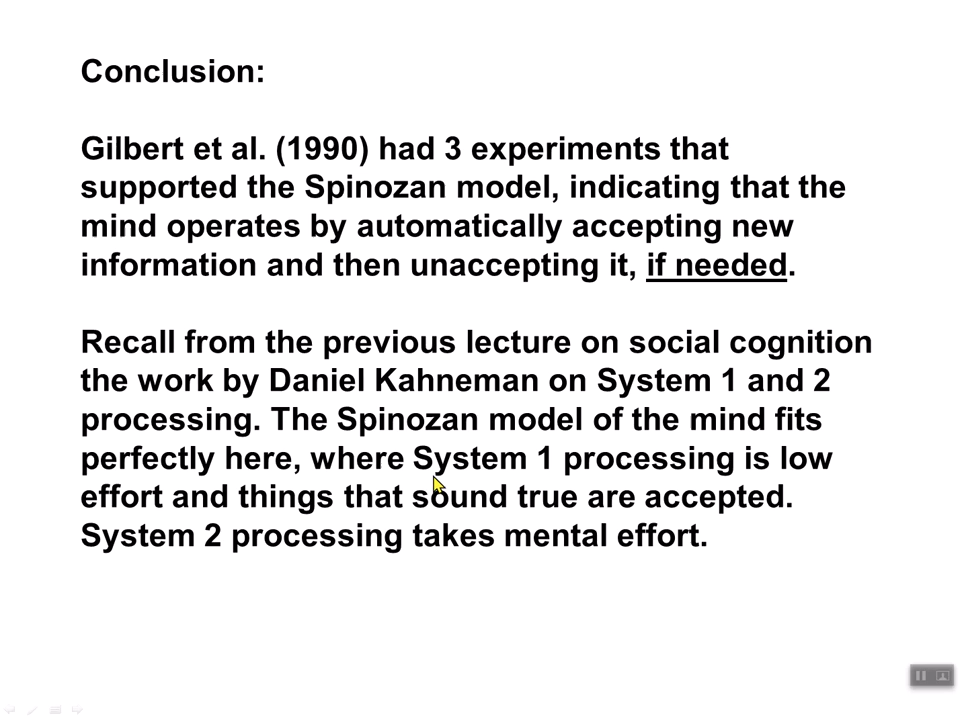 Conclusion:
Gilbert et al. (1990) had 3 experiments that
supported the Spinozan model, indicating that the
mind operates by automatically accepting new
information and then unaccepting it, if needed.
Recall from the previous lecture on social cognition
the work by Daniel Kahneman on System 1 and 2
processing. The Spinozan model of the mind fits
perfectly here, where System 1 processing is low
effort and things that sound true are accepted.
System 2 processing takes mental effort.